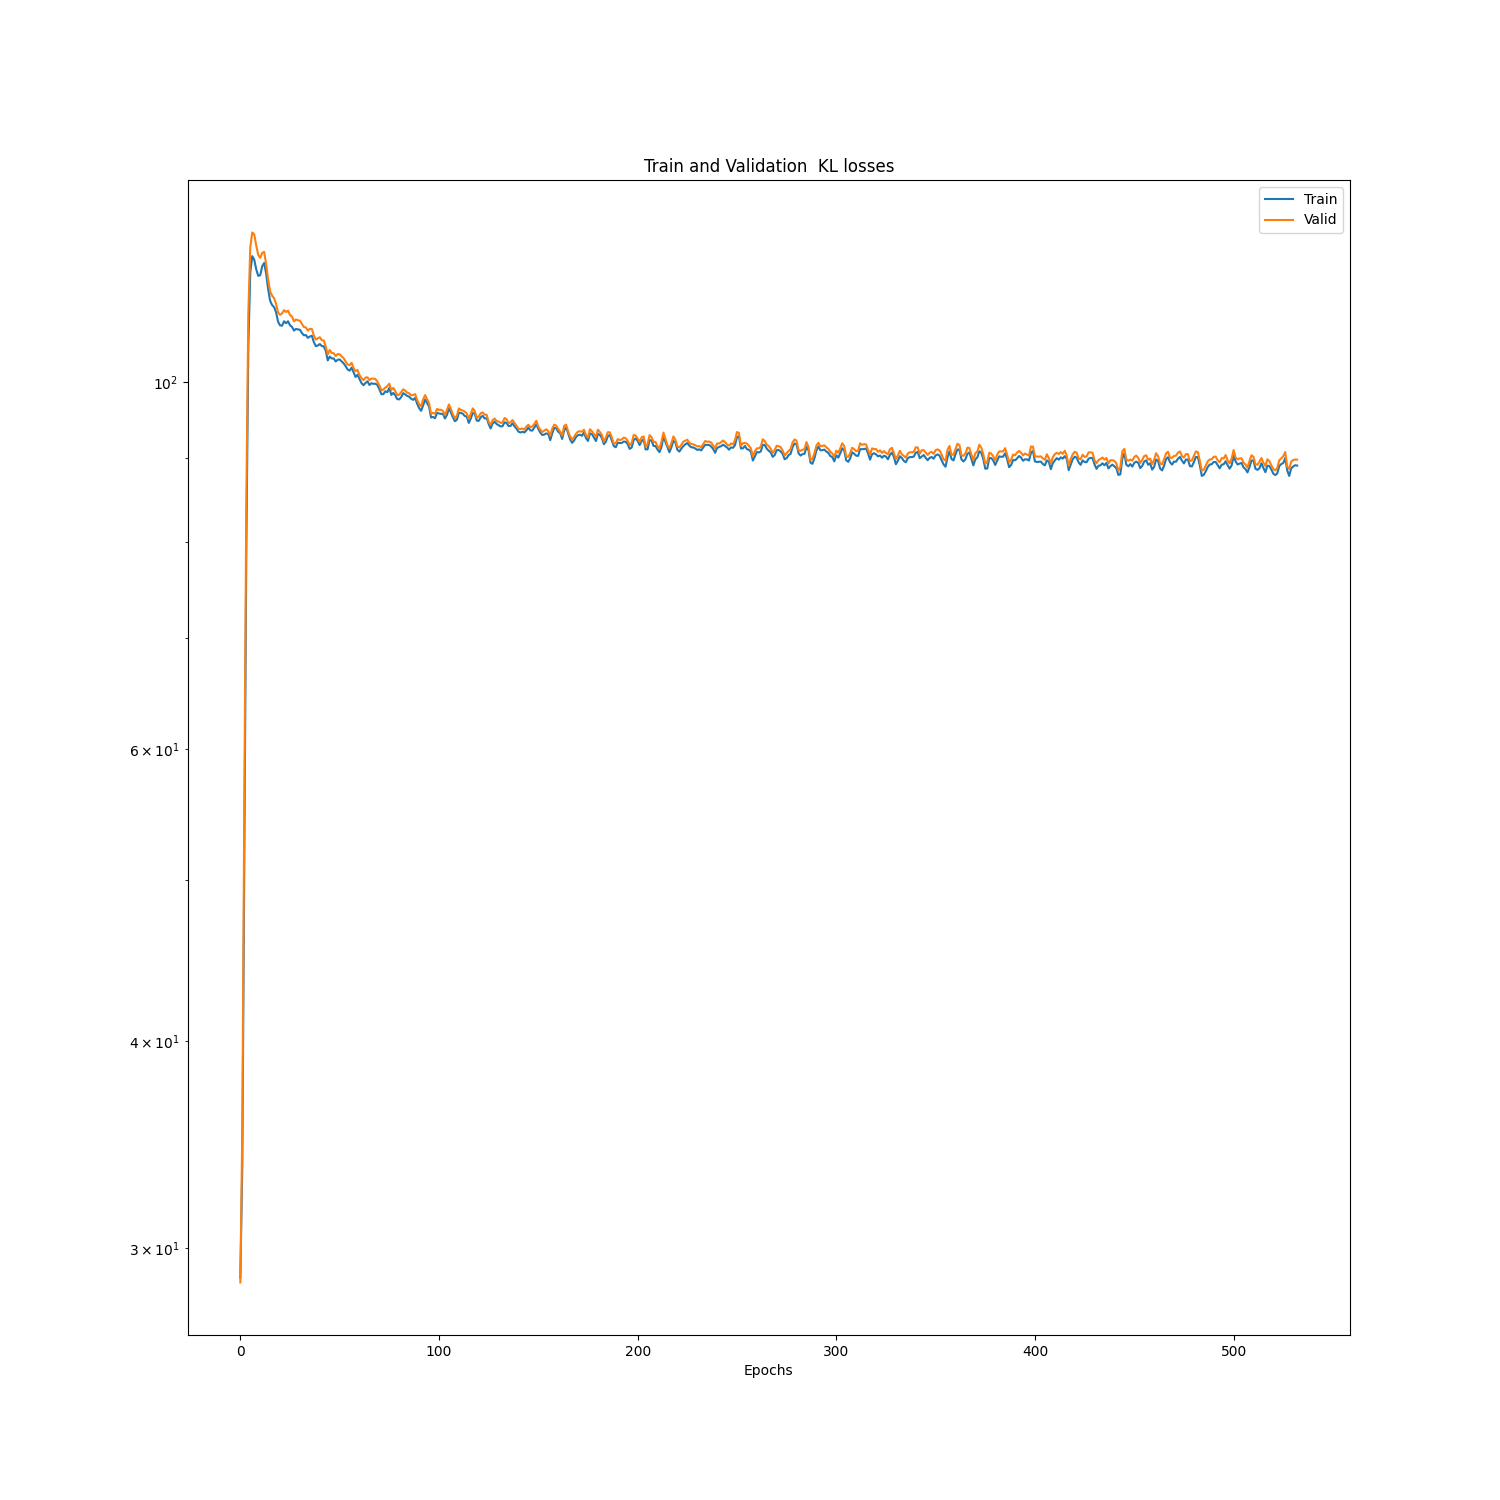 Train and Validation  KL losses
Train
Valid
10²
6 × 10¹
4 × 10¹
3 × 10¹
0 100 200 300 400 500
Epochs